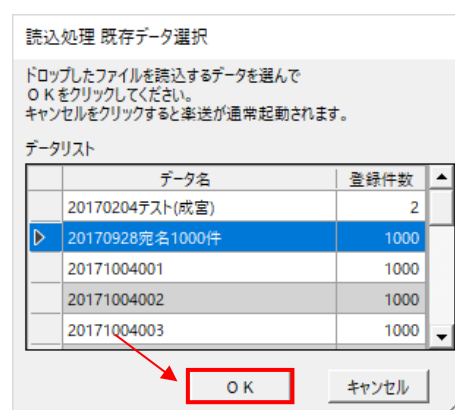 読込処理 既存データ選択
ドロップしたファイルを読込するデータを選んで
ＯＫをクリックしてください。
キャンセルをクリックすると楽送が通常起動されます。
データリスト
データ名 登録件数
20170204テスト(成宮) 2
20170928宛名1000件 1000
20171004001 1000
20171004002 1000
20171004003 1000
ＯＫ キャンセル